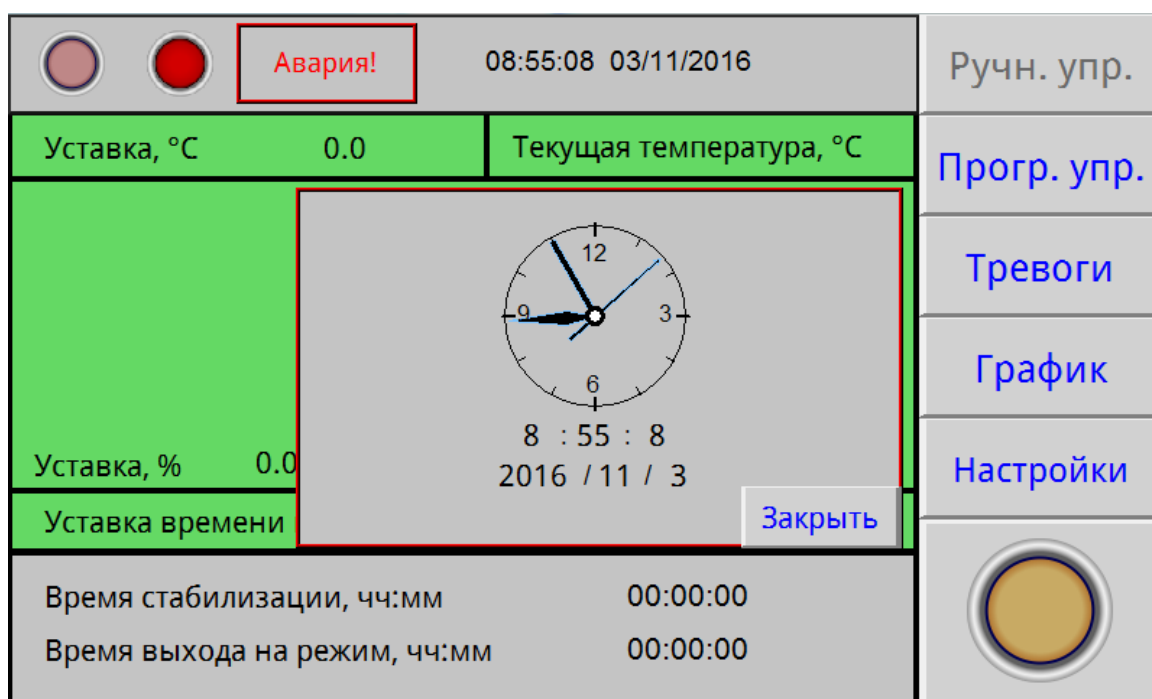 Авария!
08:55:08 03/11/2016
Ручн. упр.
Уставка, °C 0.0
Текущая температура, °C
Прогр. упр.
Тревоги
График
Настройки
12
9
3
6
8 : 55 : 8
2016 / 11 / 3
Закрыть
Уставка, % 0.0
Уставка времени
Время стабилизации, чч:мм 00:00:00
Время выхода на режим, чч:мм 00:00:00